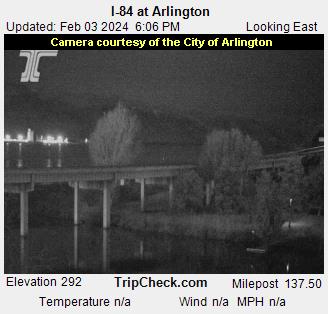 I-84 at Arlington
Updated: Feb 03 2024 6:06 PM Looking East
Camera courtesy of the City of Arlington
Elevation 292 TripCheck.com Milepost 137.50
Temperature n/a Wind n/a MPH n/a